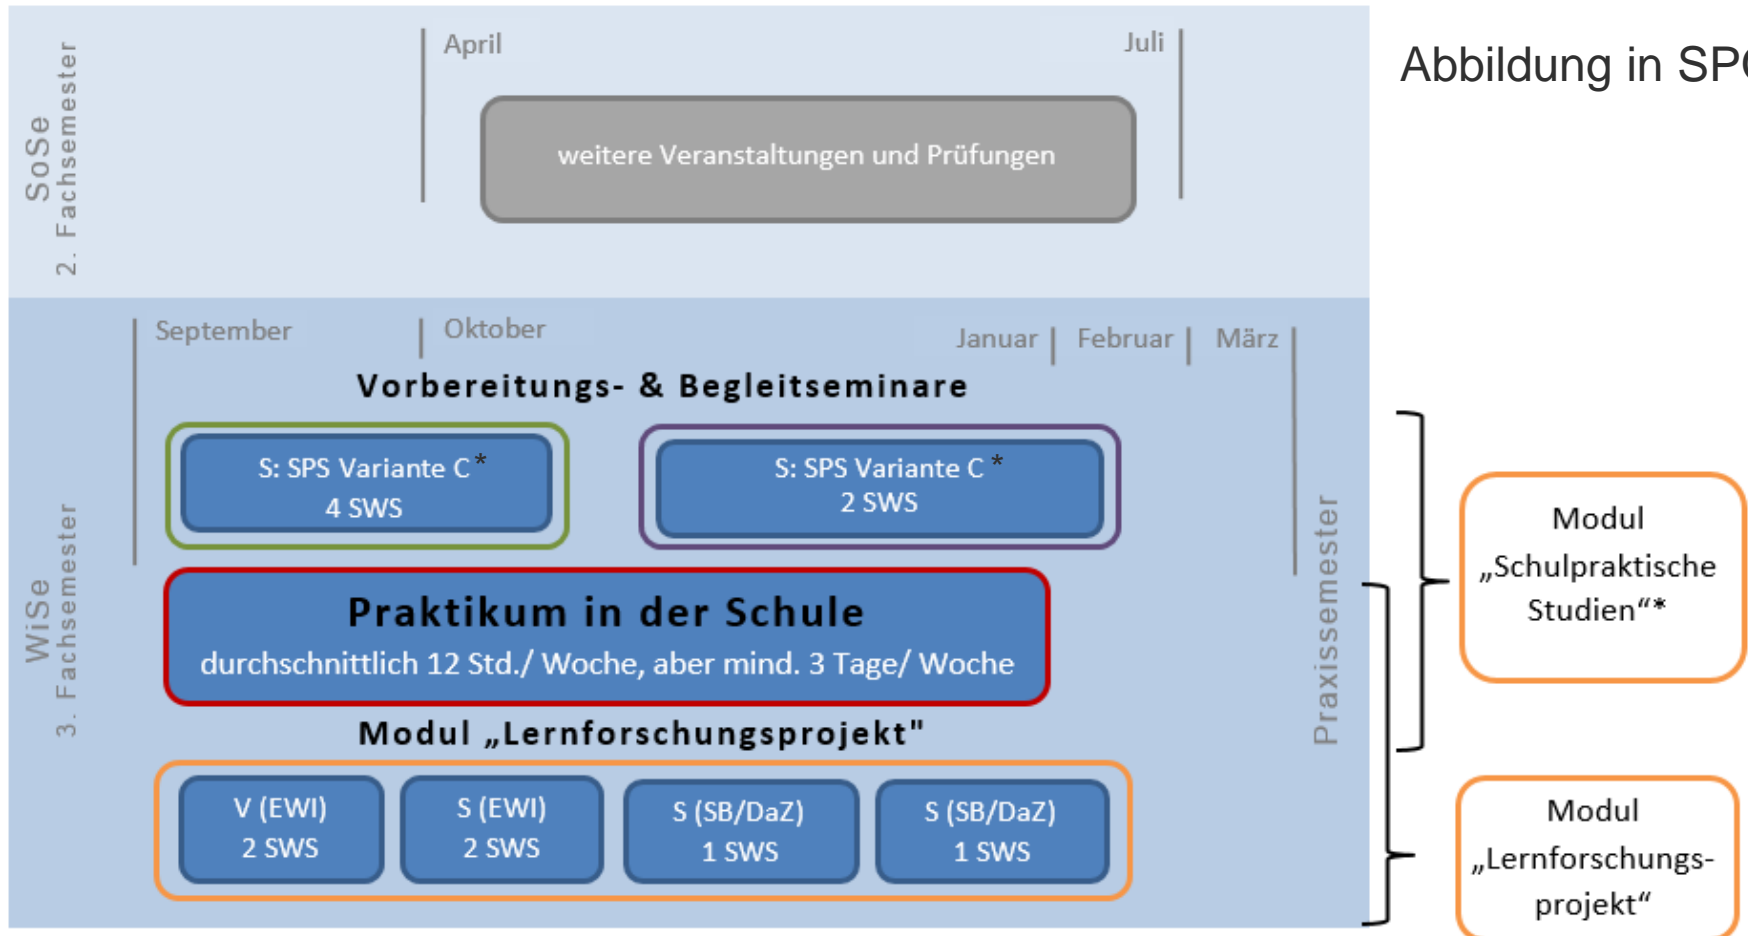 Abbildung in SP
SoSe
2. Fachsemester
April
Juli
weitere Veranstaltungen und Prüfungen
WiSe
3. Fachsemester
September
Oktober
Januar
Februar
März
Vorbereitungs- & Begleitseminare
S: SPS Variante C*
4 SWS
S: SPS Variante C*
2 SWS
Praktikum in der Schule
durchschnittlich 12 Std./ Woche, aber mind. 3 Tage/ Woche
Modul „Lernforschungsprojekt"
V (EWI)
2 SWS
S (EWI)
2 SWS
S (SB/DaZ)
1 SWS
S (SB/DaZ)
1 SWS
Praxissemester
Modul
„Schulpraktische
Studien“*
Modul
„Lernforschungs-
projekt“